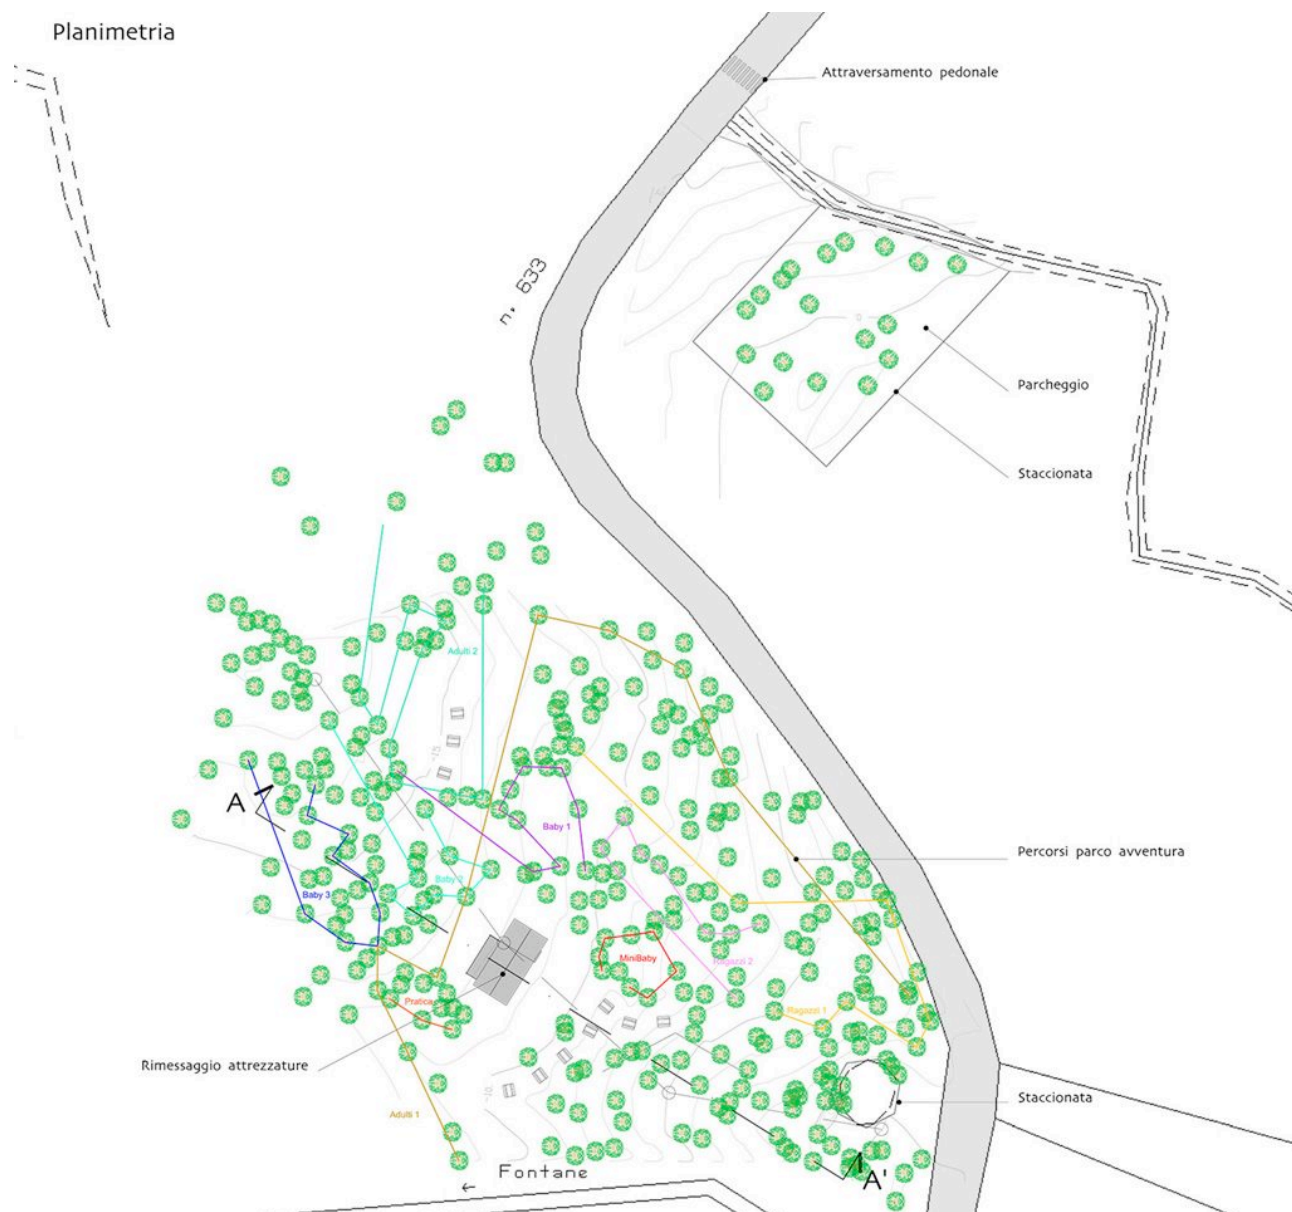 Planimetria
Attraversamento pedonale
n. 633
Parcheggio
Staccionata
Adulti 2
Baby 1
Percorsi parco avventura
A
Baby 3
MiniBaby
Ragazzi 2
Pratica
Ragazzi 1
Rimessaggio attrezzature
Staccionata
Adulti 1
Fontane
←
A'